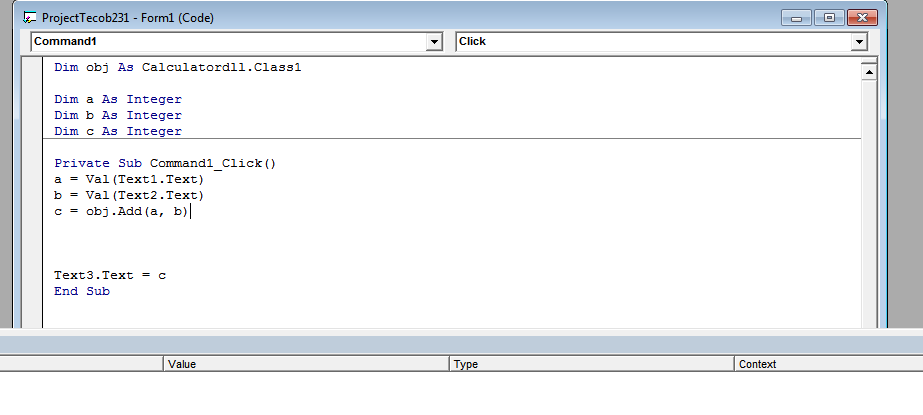 ProjectTecob231 - Form1 (Code)
Command1 Click
Dim obj As Calculatordll.Class1
Dim a As Integer
Dim b As Integer
Dim c As Integer
Private Sub Command1_Click()
a = Val(Text1.Text)
b = Val(Text2.Text)
c = obj.Add(a, b)
Text3.Text = c
End Sub
Value Type Context